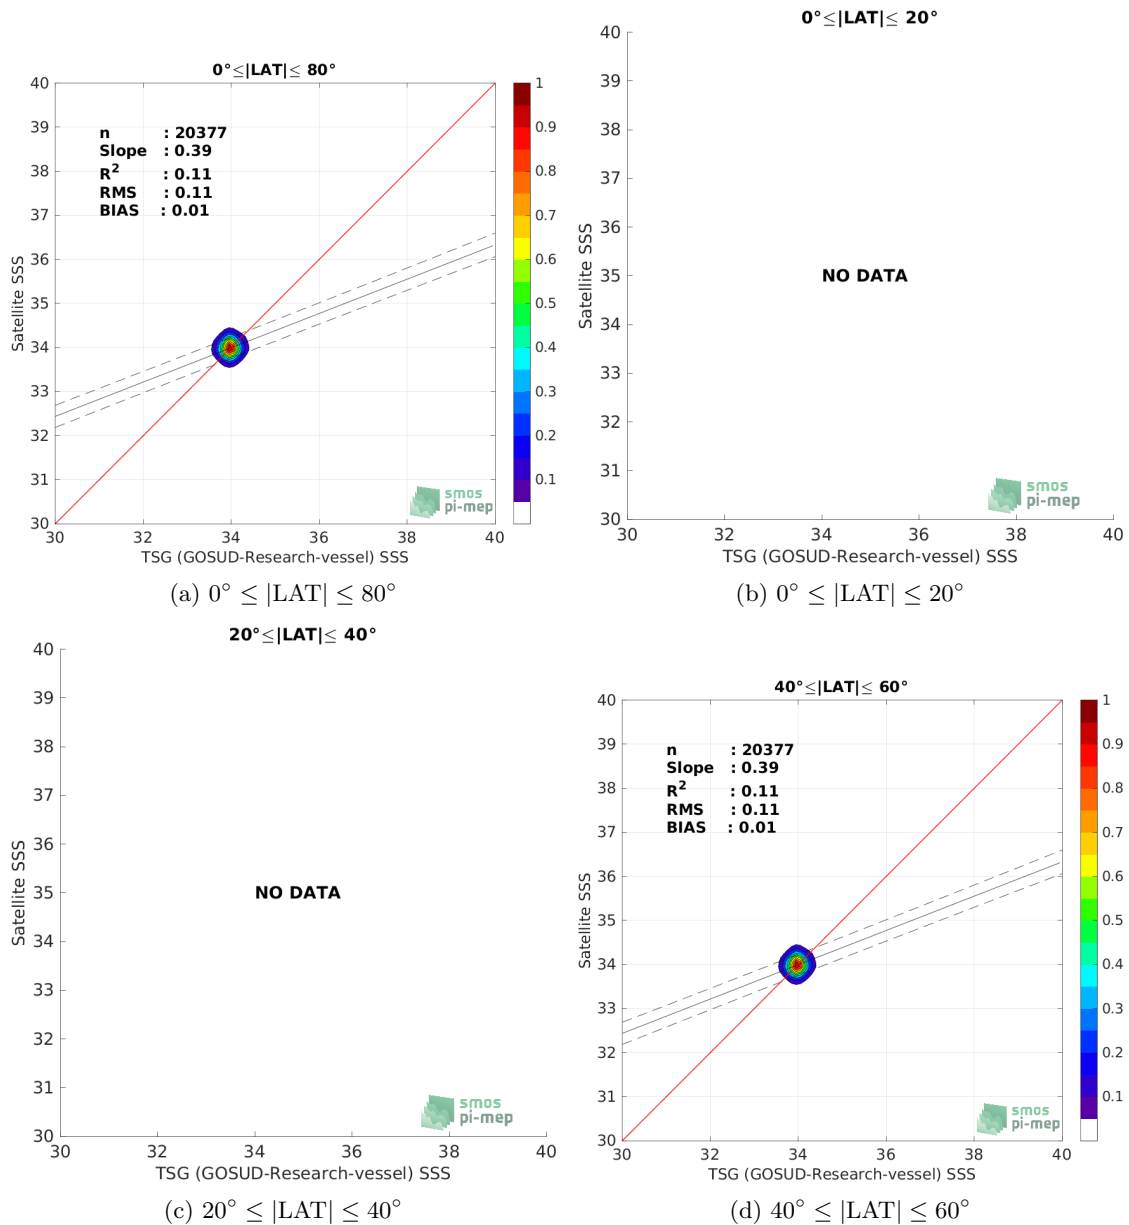 0°≤|LAT|≤ 80°
40
39
38
37
36
35
34
33
32
31
30
n : 20377
Slope : 0.39
R² : 0.11
RMS : 0.11
BIAS : 0.01
Satellite SSS
30 32 34 36 38 40
TSG (GOSUD-Research-vessel) SSS
1
0.9
0.8
0.7
0.6
0.5
0.4
0.3
0.2
0.1
smos
pi-mep
(a) 0° ≤ |LAT| ≤ 80°
0°≤|LAT|≤ 20°
40
39
38
37
36
35
34
33
32
31
30
Satellite SSS
NO DATA
smos
pi-mep
30 32 34 36 38 40
TSG (GOSUD-Research-vessel) SSS
(b) 0° ≤ |LAT| ≤ 20°
20°≤|LAT|≤ 40°
40
39
38
37
36
35
34
33
32
31
30
Satellite SSS
NO DATA
smos
pi-mep
30 32 34 36 38 40
TSG (GOSUD-Research-vessel) SSS
(c) 20° ≤ |LAT| ≤ 40°
40°≤|LAT|≤ 60°
40
39
38
37
36
35
34
33
32
31
30
n : 20377
Slope : 0.39
R² : 0.11
RMS : 0.11
BIAS : 0.01
Satellite SSS
30 32 34 36 38 40
TSG (GOSUD-Research-vessel) SSS
1
0.9
0.8
0.7
0.6
0.5
0.4
0.3
0.2
0.1
smos
pi-mep
(d) 40° ≤ |LAT| ≤ 60°